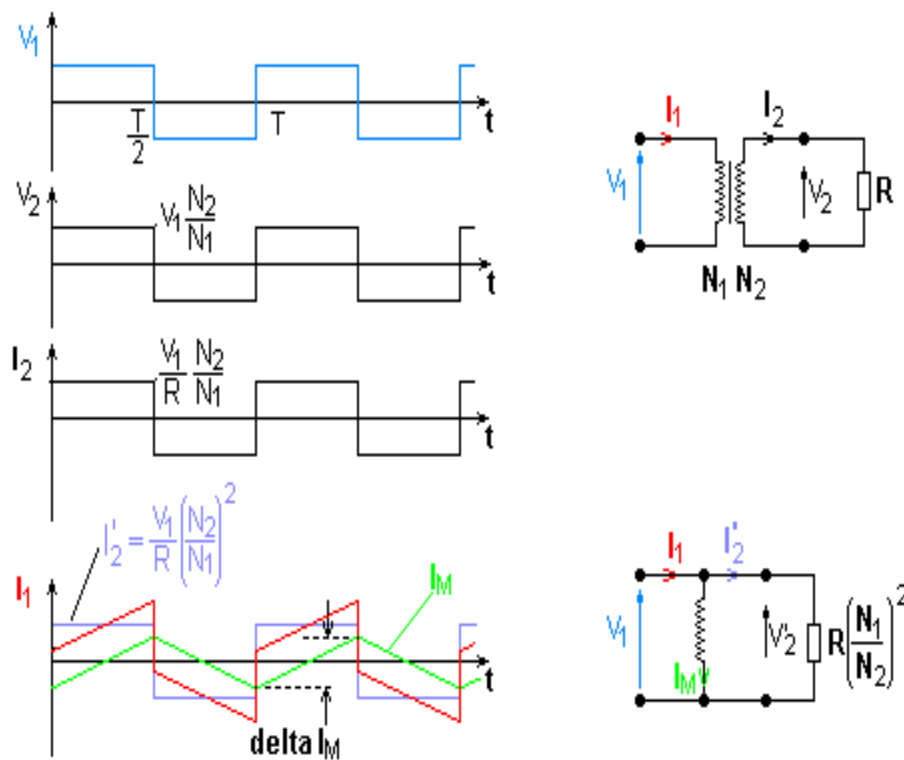 V1
T/2
T
t
V2
V1 N2/N1
t
I2
V1/R N2/N1
t
I'2 = V1/R (N2/N1)^2
I1
IM
t
delta IM
I1
I2
V1
V2
R
N1 N2
I1
I'2
V1
IM
V'2
R(N1/N2)^2